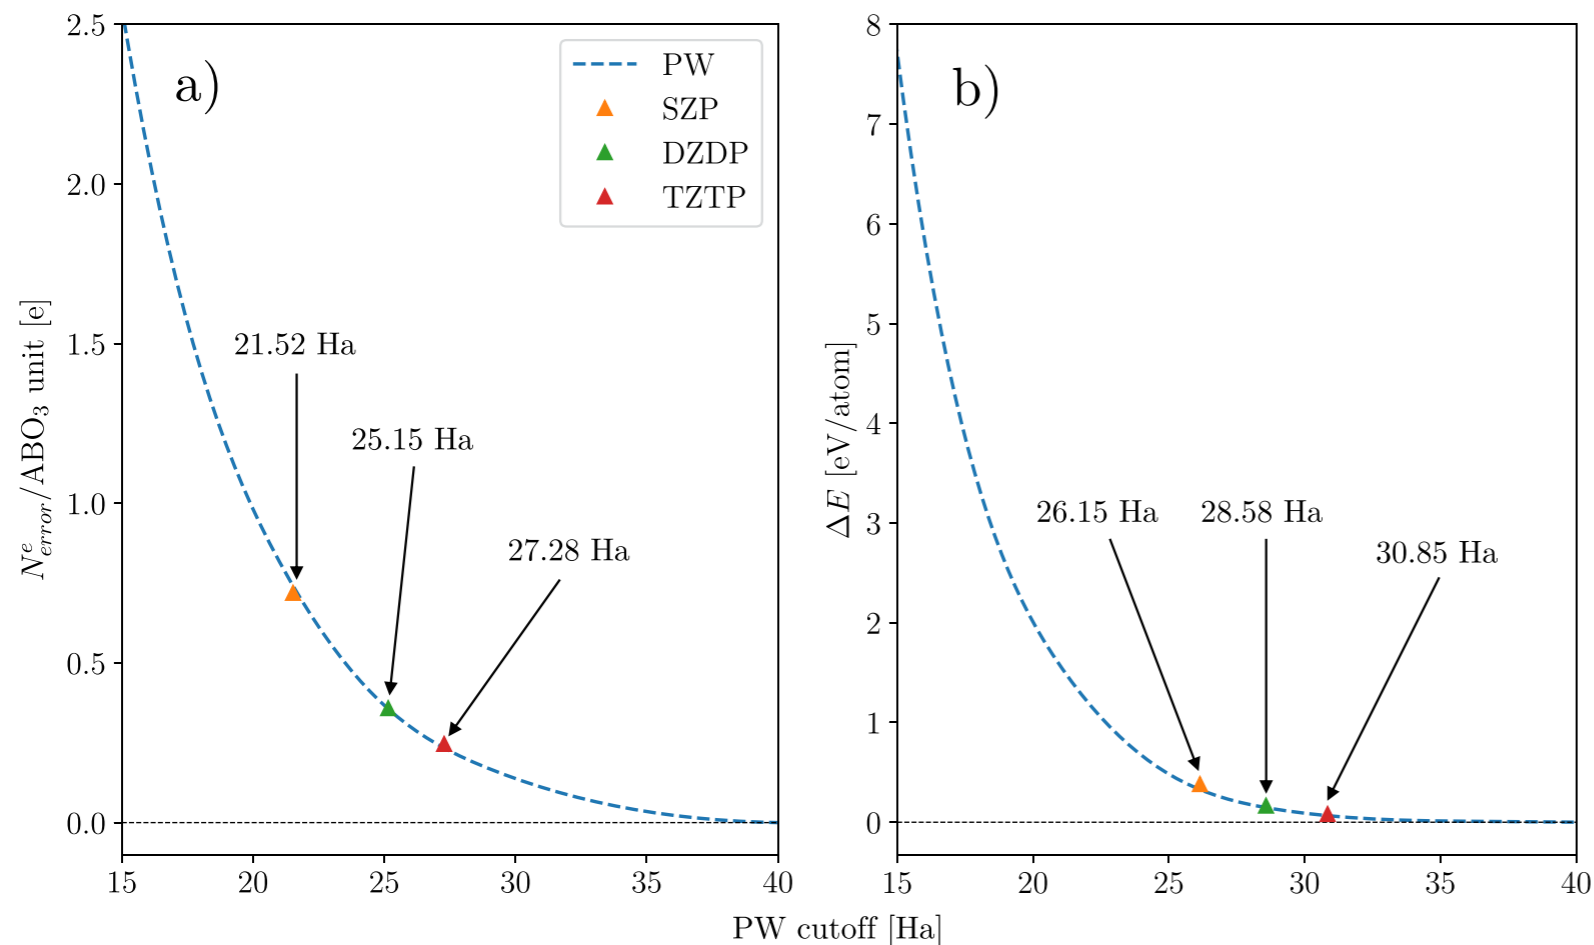 a)
PW
SZP
DZDP
TZTP
2.5
2.0
1.5
1.0
0.5
0.0
21.52 Ha
25.15 Ha
27.28 Ha
N^e_error/ABO₃ unit [e]
15 20 25 30 35 40
b)
8
7
6
5
4
3
2
1
0
26.15 Ha 28.58 Ha
30.85 Ha
ΔE [eV/atom]
15 20 25 30 35 40
PW cutoff [Ha]